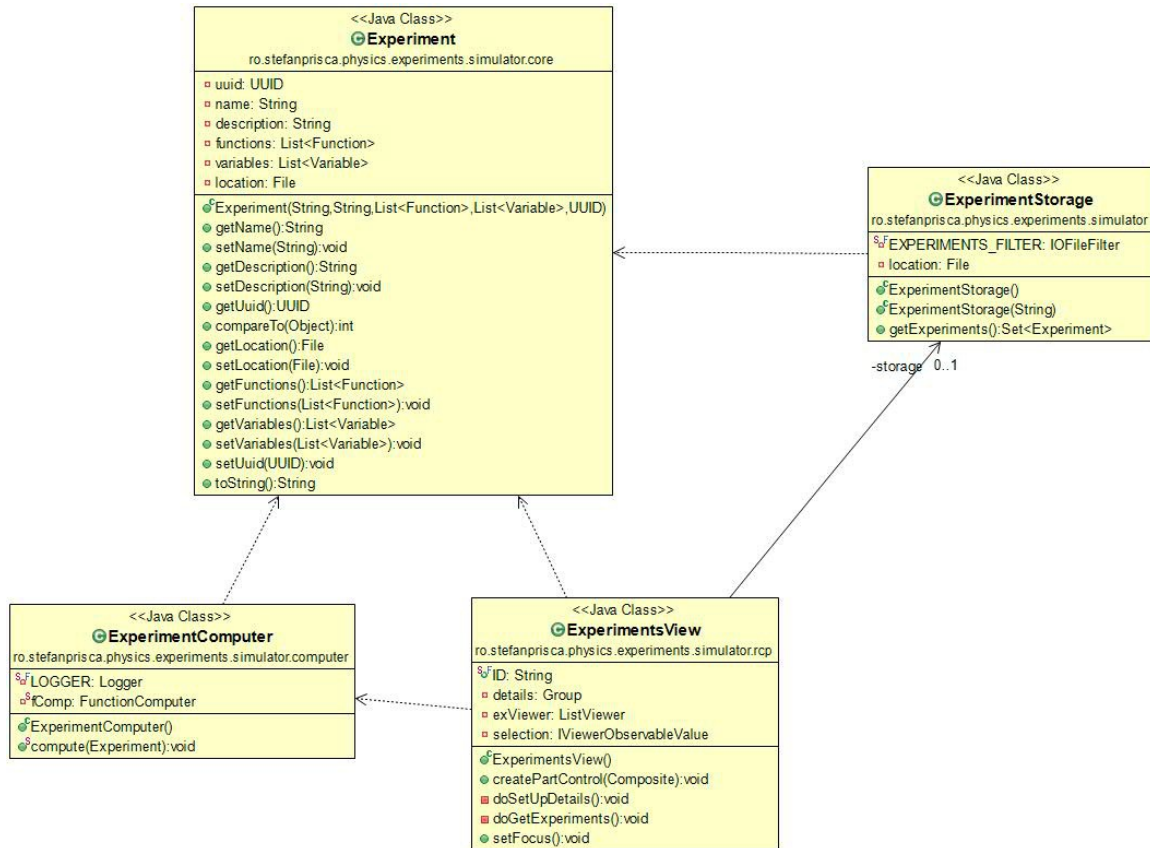 <<Java Class>>
Experiment
ro.stefanprisca.physics.experiments.simulator.core
uuid: UUID
name: String
description: String
functions: List<Function>
variables: List<Variable>
location: File
Experiment(String,String,List<Function>,List<Variable>,UUID)
getName():String
setName(String):void
getDescription():String
setDescription(String):void
getUuid():UUID
compareTo(Object):int
getLocation():File
setLocation(File):void
getFunctions():List<Function>
setFunctions(List<Function>):void
getVariables():List<Variable>
setVariables(List<Variable>):void
setUuid(UUID):void
toString():String
<<Java Class>>
ExperimentStorage
ro.stefanprisca.physics.experiments.simulator
EXPERIMENTS_FILTER: IOFileFilter
location: File
ExperimentStorage()
ExperimentStorage(String)
getExperiments():Set<Experiment>
-storage 0..1
<<Java Class>>
ExperimentComputer
ro.stefanprisca.physics.experiments.simulator.computer
LOGGER: Logger
fComp: FunctionComputer
ExperimentComputer()
compute(Experiment):void
<<Java Class>>
ExperimentsView
ro.stefanprisca.physics.experiments.simulator.rcp
ID: String
details: Group
exViewer: ListViewer
selection: IViewerObservableValue
ExperimentsView()
createPartControl(Composite):void
doSetUpDetails():void
doGetExperiments():void
setFocus():void